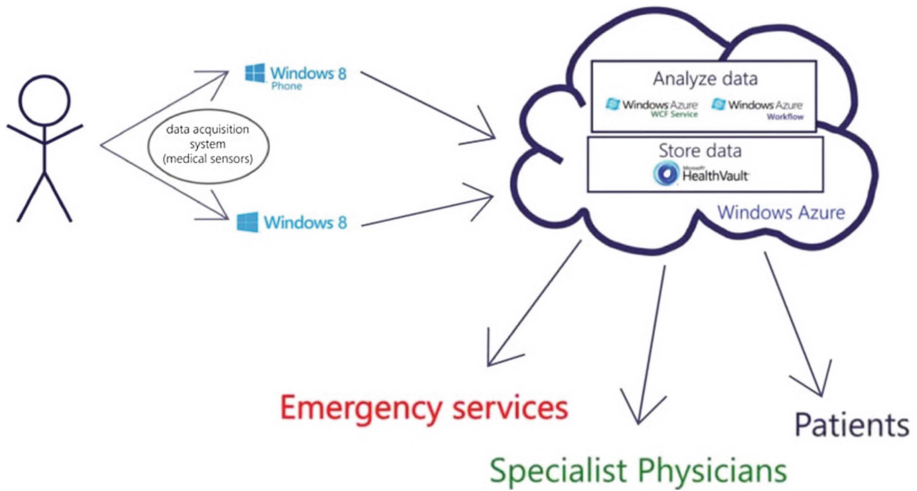 Windows 8
Phone
data acquisition
system
(medical sensors)
Windows 8
Analyze data
Windows Azure
WCF Service
Windows Azure
Workflow
Store data
Microsoft
HealthVault
Windows Azure
Emergency services
Specialist Physicians
Patients